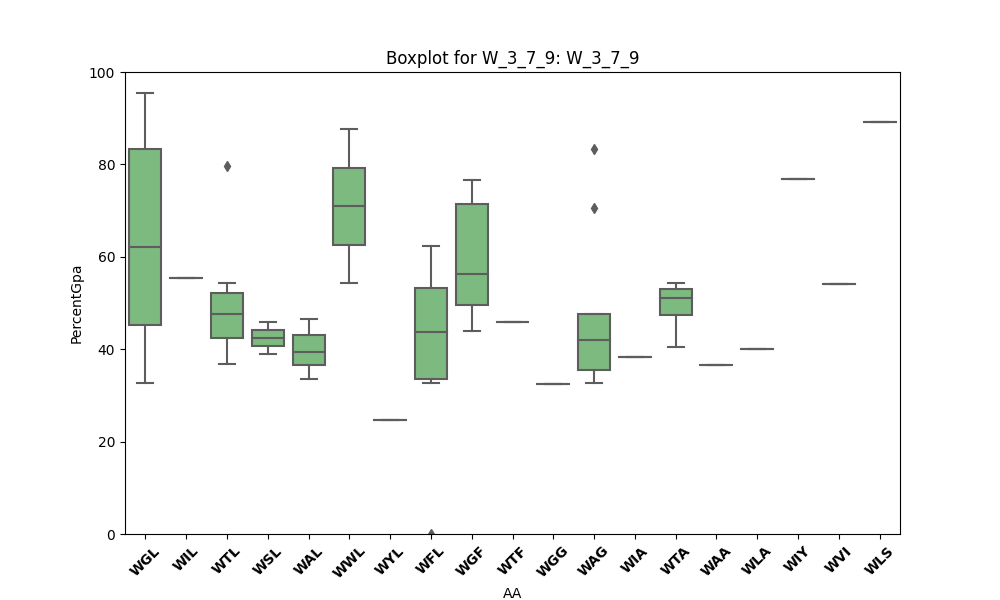 Boxplot for W_3_7_9: W_3_7_9
100
80
60
40
20
0
PercentGpa
WGL WIL WTL WSL WAL WWL WYL WFL WGF WTF WGG WAG WIA WTA WAA WLA WIY WVI WLS
AA